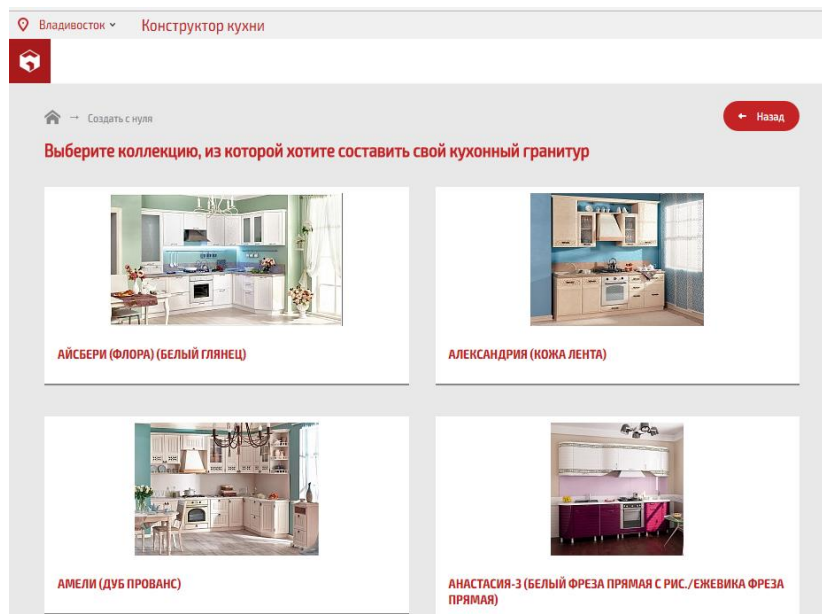 Владивосток
Конструктор кухни
→ Создать с нуля
← Назад
Выберите коллекцию, из которой хотите составить свой кухонный гранитур
АЙСБЕРИ (ФЛОРА) (БЕЛЫЙ ГЛЯНЕЦ)
АЛЕКСАНДРИЯ (КОЖА ЛЕНТА)
АМЕЛИ (ДУБ ПРОВАНС)
АНАСТАСИЯ-3 (БЕЛЫЙ ФРЕЗА ПРЯМАЯ С РИС./ЕЖЕВИКА ФРЕЗА
ПРЯМАЯ)